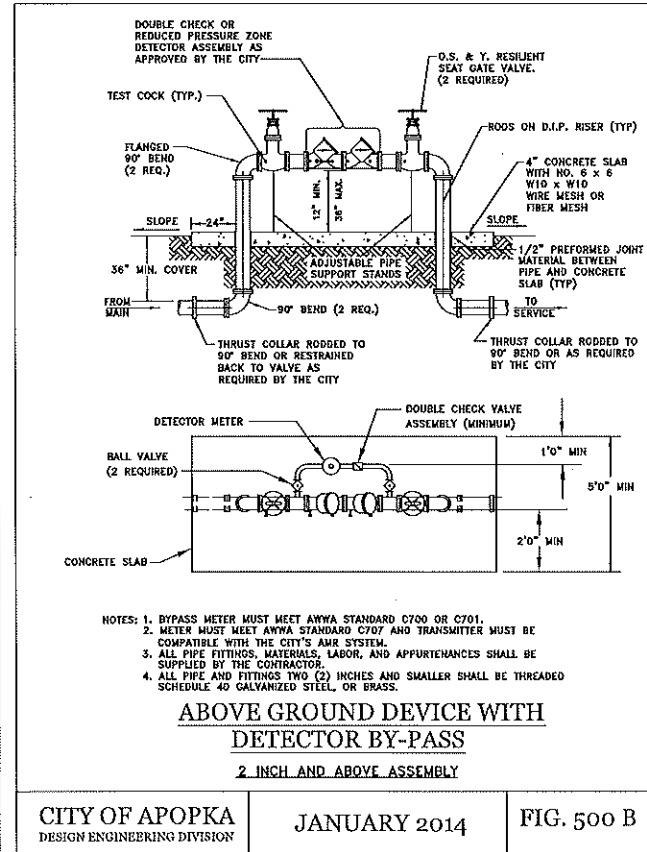 DOUBLE CHECK OR
REDUCED PRESSURE ZONE
DETECTOR ASSEMBLY AS
APPROVED BY THE CITY
O.S. & Y. RESILIENT
SEAT GATE VALVE.
(2 REQUIRED)
TEST COCK (TYP.)
RODS ON D.I.P. RISER (TYP)
FLANGED
90° BEND
(2 REQ.)
4" CONCRETE SLAB
WITH NO. 6 x 6
W10 x W10
WIRE MESH OR
FIBER MESH
12" MIN.
36" MAX.
SLOPE
24"
SLOPE
36" MIN. COVER
ADJUSTABLE PIPE
SUPPORT STANDS
1/2" PREFORMED JOINT
MATERIAL BETWEEN
PIPE AND CONCRETE
SLAB (TYP)
FROM
MAIN
90° BEND (2 REQ.)
TO
SERVICE
THRUST COLLAR RODDED TO
90° BEND OR RESTRAINED
BACK TO VALVE AS
REQUIRED BY THE CITY
THRUST COLLAR RODDED TO
90° BEND OR AS REQUIRED
BY THE CITY
DETECTOR METER
DOUBLE CHECK VALVE
ASSEMBLY (MINIMUM)
BALL VALVE
(2 REQUIRED)
1'0" MIN
5'0" MIN
2'0" MIN
CONCRETE SLAB
NOTES: 1. BYPASS METER MUST MEET AWWA STANDARD C700 OR C701.
2. METER MUST MEET AWWA STANDARD C707 AND TRANSMITTER MUST BE
COMPATIBLE WITH THE CITY'S AMR SYSTEM.
3. ALL PIPE FITTINGS, MATERIALS, LABOR, AND APPURTENANCES SHALL BE
SUPPLIED BY THE CONTRACTOR.
4. ALL PIPE AND FITTINGS TWO (2) INCHES AND SMALLER SHALL BE THREADED
SCHEDULE 40 GALVANIZED STEEL, OR BRASS.
ABOVE GROUND DEVICE WITH
DETECTOR BY-PASS
2 INCH AND ABOVE ASSEMBLY
CITY OF APOPKA
DESIGN ENGINEERING DIVISION
JANUARY 2014
FIG. 500 B